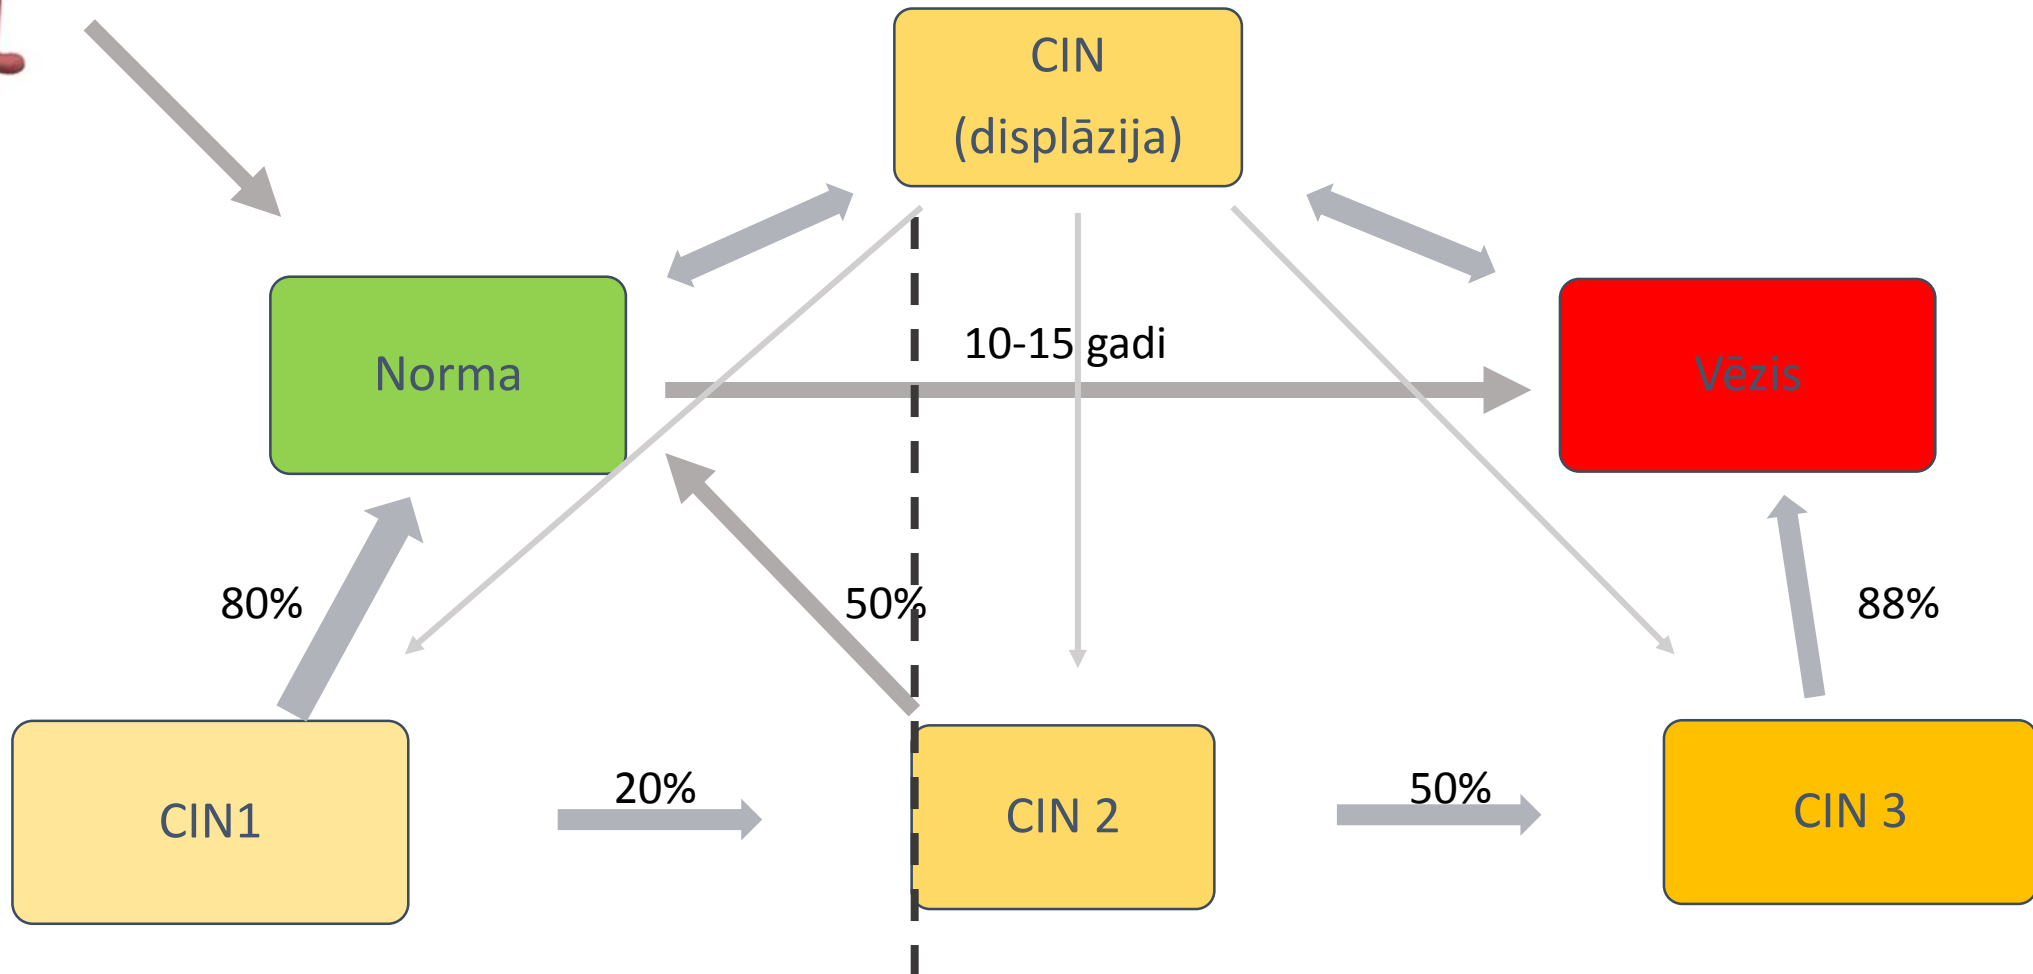 CIN
(displāzija)
10-15 gadi
Norma
Vēzis
80%
50%
88%
20%
50%
CIN1
CIN 2
CIN 3